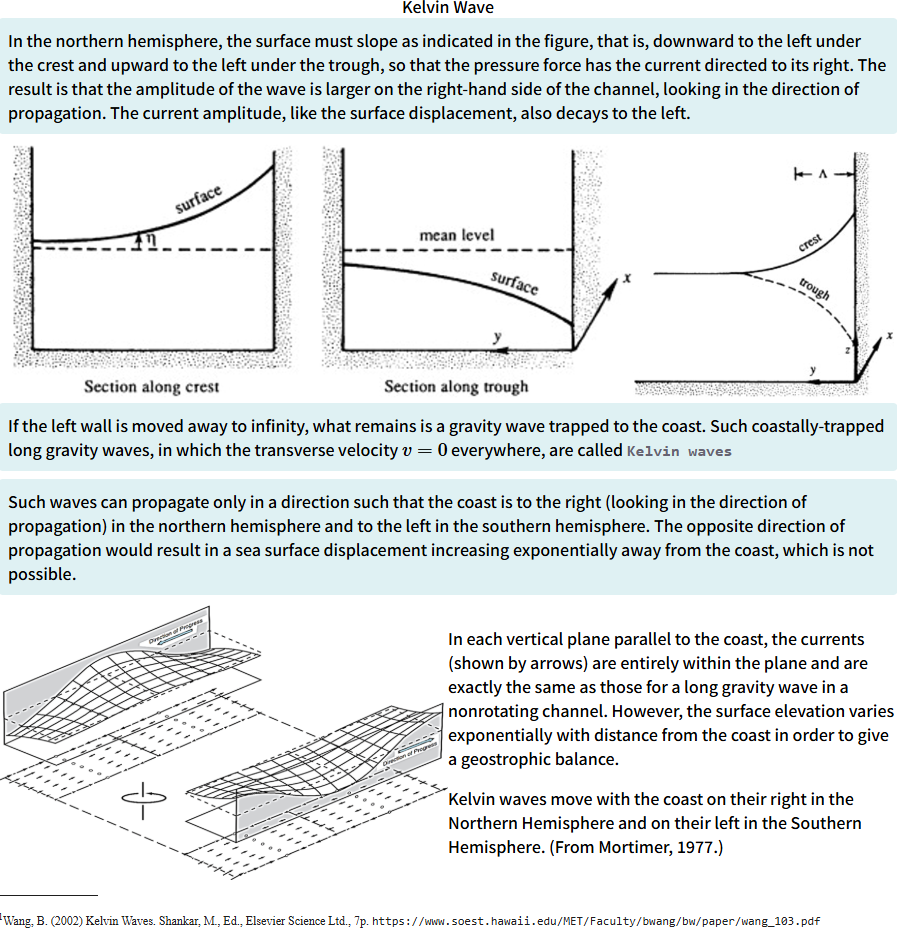 Kelvin Wave
In the northern hemisphere, the surface must slope as indicated in the figure, that is, downward to the left under
the crest and upward to the left under the trough, so that the pressure force has the current directed to its right. The
result is that the amplitude of the wave is larger on the right-hand side of the channel, looking in the direction of
propagation. The current amplitude, like the surface displacement, also decays to the left.
surface
η
Section along crest
mean level
surface
x
y
Section along trough
Λ
crest
trough
x
z
y
If the left wall is moved away to infinity, what remains is a gravity wave trapped to the coast. Such coastally-trapped
long gravity waves, in which the transverse velocity v = 0 everywhere, are called Kelvin waves
Such waves can propagate only in a direction such that the coast is to the right (looking in the direction of
propagation) in the northern hemisphere and to the left in the southern hemisphere. The opposite direction of
propagation would result in a sea surface displacement increasing exponentially away from the coast, which is not
possible.
Direction of Progress
Direction of Progress
In each vertical plane parallel to the coast, the currents
(shown by arrows) are entirely within the plane and are
exactly the same as those for a long gravity wave in a
nonrotating channel. However, the surface elevation varies
exponentially with distance from the coast in order to give
a geostrophic balance.
Kelvin waves move with the coast on their right in the
Northern Hemisphere and on their left in the Southern
Hemisphere. (From Mortimer, 1977.)
1Wang, B. (2002) Kelvin Waves. Shankar, M., Ed., Elsevier Science Ltd., 7p. https://www.soest.hawaii.edu/MET/Faculty/bwang/bw/paper/wang_103.pdf